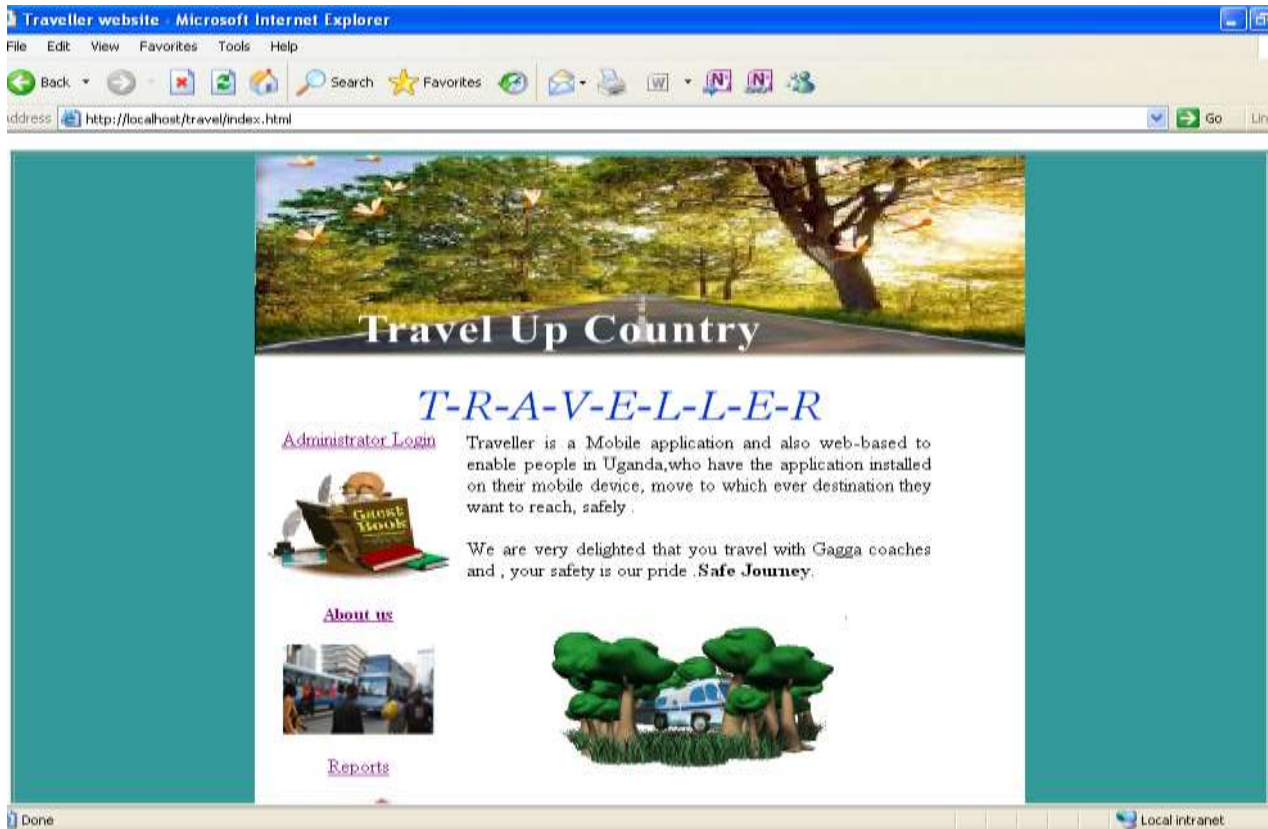 Traveller website - Microsoft Internet Explorer
File Edit View Favorites Tools Help
Back Search Favorites
Address http://localhost/travel/index.html Go
Travel Up Country
T-R-A-V-E-L-L-E-R
Administrator Login
Guest
Book
About us
Reports
Traveller is a Mobile application and also web-based to
enable people in Uganda,who have the application installed
on their mobile device, move to which ever destination they
want to reach, safely .
We are very delighted that you travel with Gagga coaches
and , your safety is our pride .Safe Journey.
Done Local intranet